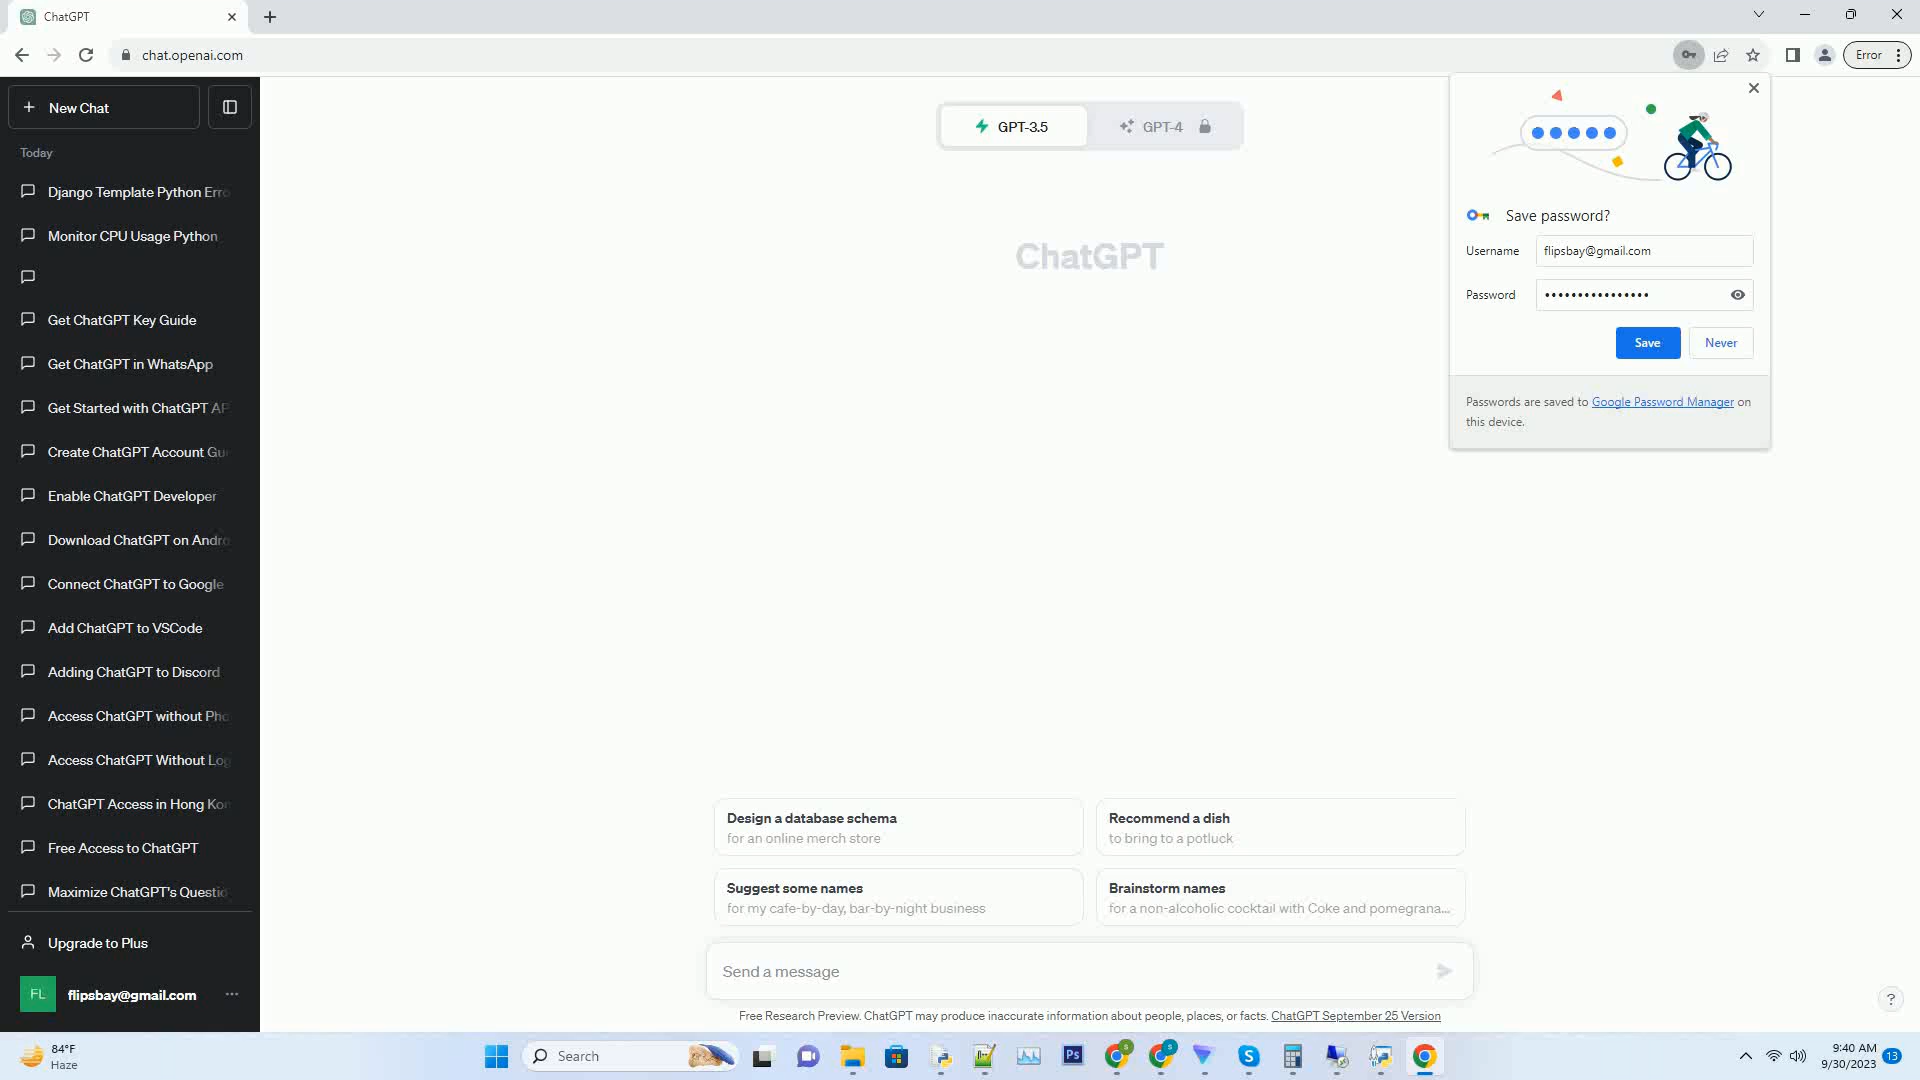 ChatGPT
chat.openai.com
Error
New Chat
Today
Django Template Python Erro
Monitor CPU Usage Python
Get ChatGPT Key Guide
Get ChatGPT in WhatsApp
Get Started with ChatGPT AP
Create ChatGPT Account Gu
Enable ChatGPT Developer
Download ChatGPT on Andro
Connect ChatGPT to Google
Add ChatGPT to VSCode
Adding ChatGPT to Discord
Access ChatGPT without Pho
Access ChatGPT Without Log
ChatGPT Access in Hong Kon
Free Access to ChatGPT
Maximize ChatGPT's Questio
Upgrade to Plus
FL
flipsbay@gmail.com
GPT-3.5
GPT-4
ChatGPT
Save password?
Username flipsbay@gmail.com
Password
Save
Never
Passwords are saved to Google Password Manager on
this device.
Design a database schema
for an online merch store
Recommend a dish
to bring to a potluck
Suggest some names
for my cafe-by-day, bar-by-night business
Brainstorm names
for a non-alcoholic cocktail with Coke and pomegrana...
Send a message
Free Research Preview. ChatGPT may produce inaccurate information about people, places, or facts. ChatGPT September 25 Version
?
84°F
Haze
Search
Ps
S
S
S
9:40 AM
9/30/2023
13